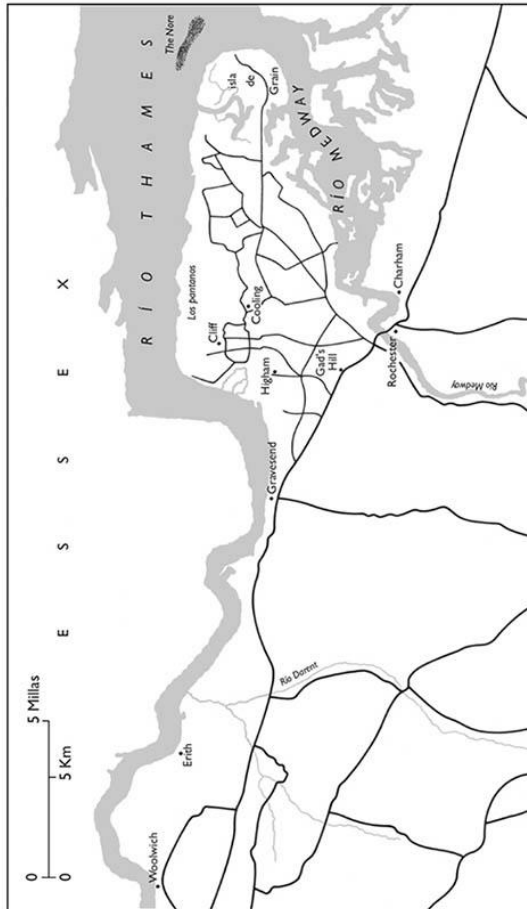 0 5 Millas
0 5 Km
E S S E X
RÍO THAMES
The Nore
isla
de
Grain
RÍO MEDWAY
Los pantanos
Cliff
Cooling
Higham
Gad's
Hill
Charham
Rochester
Río Medway
Gravesend
Río Darent
Erith
Woolwich